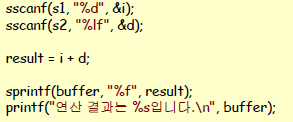 sscanf(s1, "%d", &i);
sscanf(s2, "%lf", &d);
result = i + d;
sprintf(buffer, "%f", result);
printf("연산 결과는 %s입니다.\n", buffer);